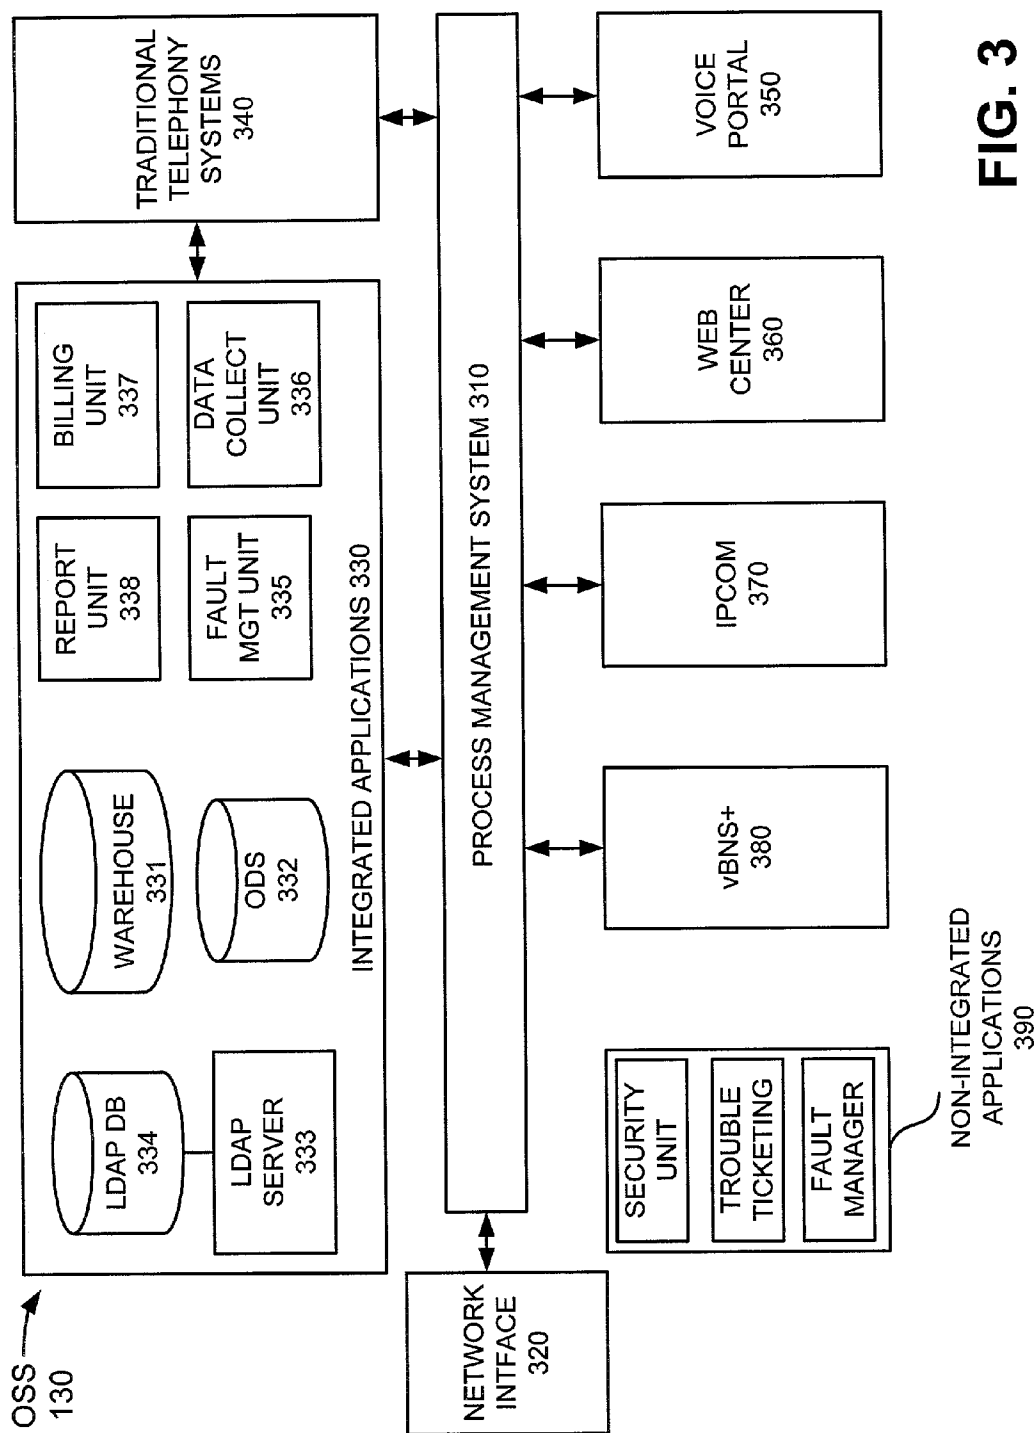 OSS
130
LDAP DB
334
LDAP
SERVER
333
WAREHOUSE
331
ODS
332
REPORT
UNIT
338
FAULT
MGT UNIT
335
BILLING
UNIT
337
DATA
COLLECT
UNIT
336
INTEGRATED APPLICATIONS 330
TRADITIONAL
TELEPHONY
SYSTEMS
340
NETWORK
INTFACE
320
PROCESS MANAGEMENT SYSTEM 310
SECURITY
UNIT
TROUBLE
TICKETING
FAULT
MANAGER
NON-INTEGRATED
APPLICATIONS
390
vBNS+
380
IPCOM
370
WEB
CENTER
360
VOICE
PORTAL
350
FIG. 3